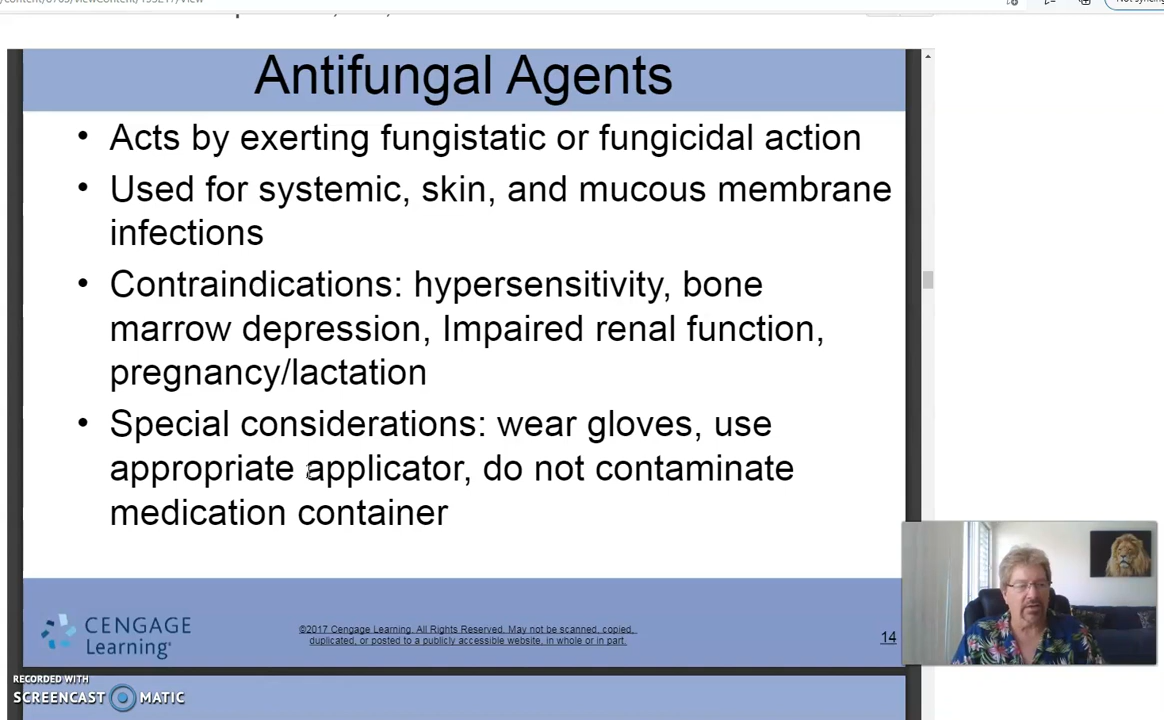 Antifungal Agents
• Acts by exerting fungistatic or fungicidal action
• Used for systemic, skin, and mucous membrane
infections
• Contraindications: hypersensitivity, bone
marrow depression, Impaired renal function,
pregnancy/lactation
• Special considerations: wear gloves, use
appropriate applicator, do not contaminate
medication container
CENGAGE
Learning
©2017 Cengage Learning. All Rights Reserved. May not be scanned, copied,
duplicated, or posted to a publicly accessible website, in whole or in part.
14
RECORDED WITH
SCREENCAST MATIC